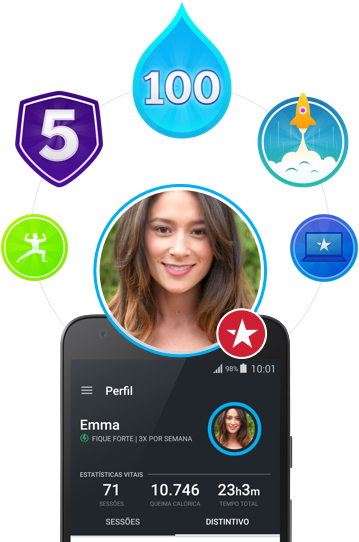 100
5
98% 10:01
Perfil
Emma
FIQUE FORTE | 3X POR SEMANA
ESTATÍSTICAS VITAIS
71 10.746 23h3m
SESSÕES QUEIMA CALÓRICA TEMPO TOTAL
SESSÕES DISTINTIVO